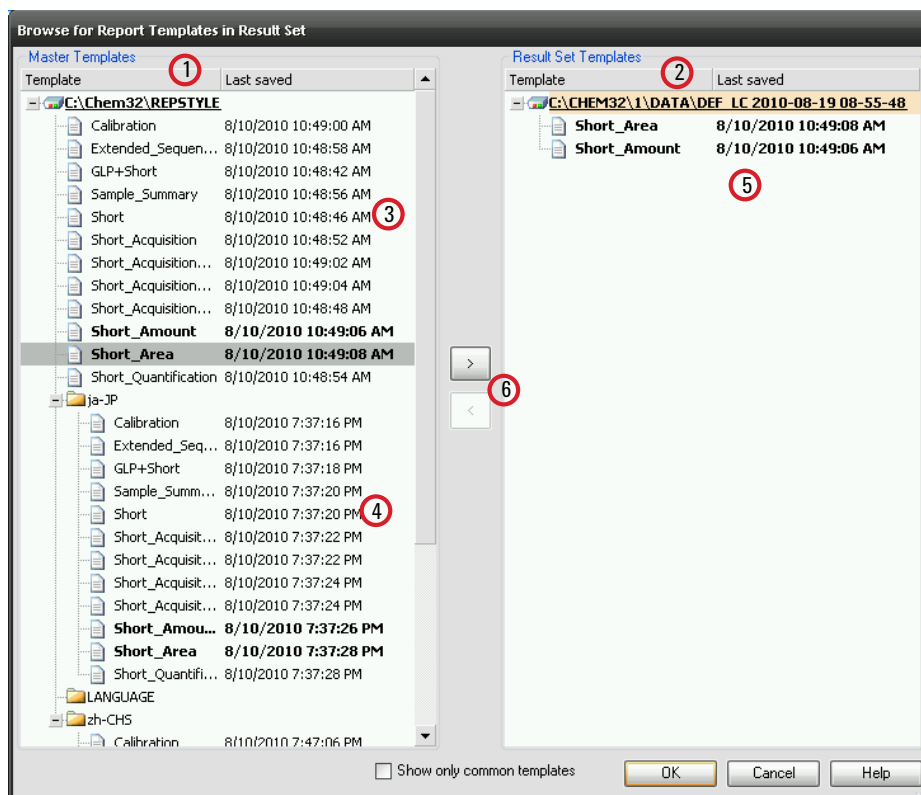 Browse for Report Templates in Result Set
Master Templates
1
Template Last saved
C:\Chem32\REPSTYLE
Calibration 8/10/2010 10:49:00 AM
Extended_Sequen... 8/10/2010 10:48:58 AM
GLP+Short 8/10/2010 10:48:42 AM
Sample_Summary 8/10/2010 10:48:56 AM
Short 8/10/2010 10:48:46 AM
3
Short_Acquisition 8/10/2010 10:48:52 AM
Short_Acquisition... 8/10/2010 10:49:02 AM
Short_Acquisition... 8/10/2010 10:49:04 AM
Short_Acquisition... 8/10/2010 10:48:48 AM
Short_Amount 8/10/2010 10:49:06 AM
Short_Area 8/10/2010 10:49:08 AM
Short_Quantification 8/10/2010 10:48:54 AM
ja-JP
Calibration 8/10/2010 7:37:16 PM
Extended_Seq... 8/10/2010 7:37:16 PM
GLP+Short 8/10/2010 7:37:18 PM
Sample_Summ... 8/10/2010 7:37:20 PM
Short 8/10/2010 7:37:20 PM
4
Short_Acquisit... 8/10/2010 7:37:22 PM
Short_Acquisit... 8/10/2010 7:37:22 PM
Short_Acquisit... 8/10/2010 7:37:24 PM
Short_Acquisit... 8/10/2010 7:37:24 PM
Short_Amou... 8/10/2010 7:37:26 PM
Short_Area 8/10/2010 7:37:28 PM
Short_Quantifi... 8/10/2010 7:37:28 PM
LANGUAGE
zh-CHS
Calibration 8/10/2010 7:47:06 PM
>
6
<
Result Set Templates
2
Template Last saved
C:\CHEM32\1\DATA\DEF_LC 2010-08-19 08-55-48
Short_Area 8/10/2010 10:49:08 AM
Short_Amount 8/10/2010 10:49:06 AM
5
Show only common templates
OK Cancel Help